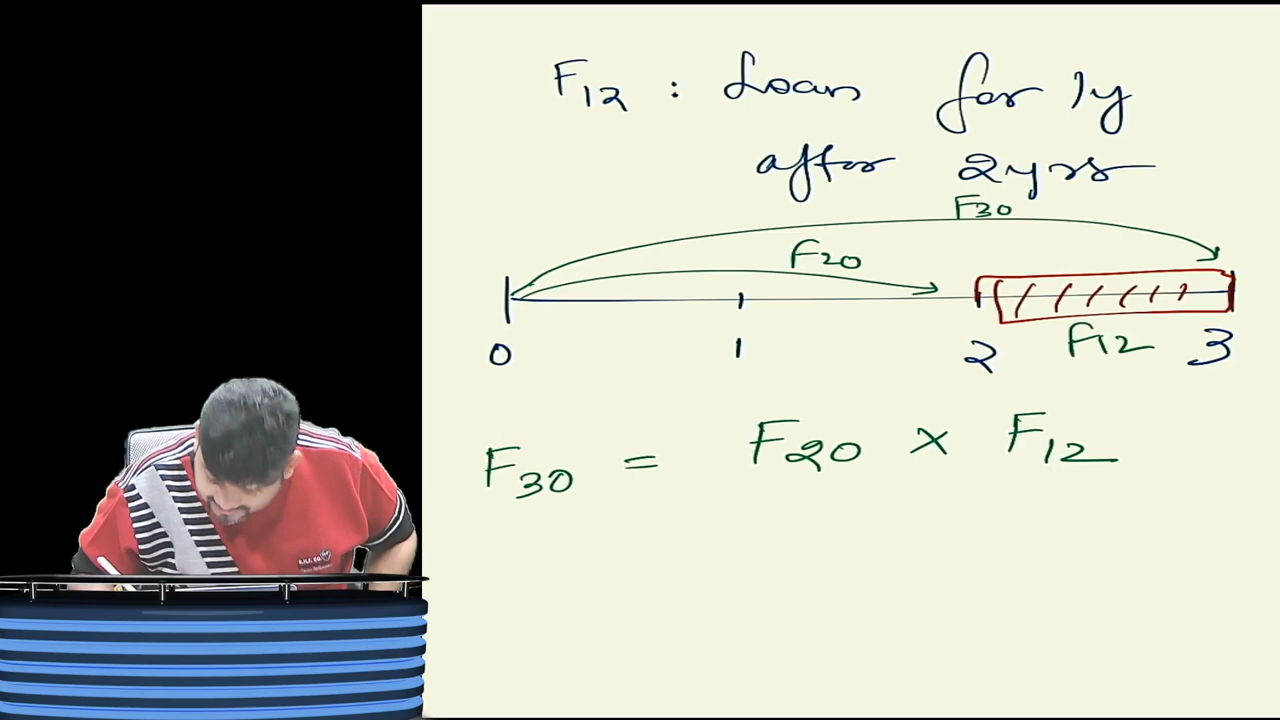 F12 : Loan for 1y
after 2yrs
F30
F20
0 1 2 F12 3
F30 = F20 × F12